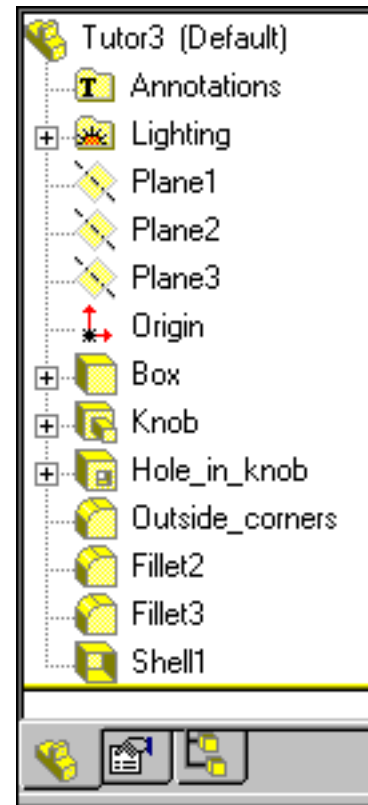 Tutor3 (Default)
T Annotations
Lighting
Plane1
Plane2
Plane3
Origin
Box
Knob
Hole_in_knob
Outside_corners
Fillet2
Fillet3
Shell1